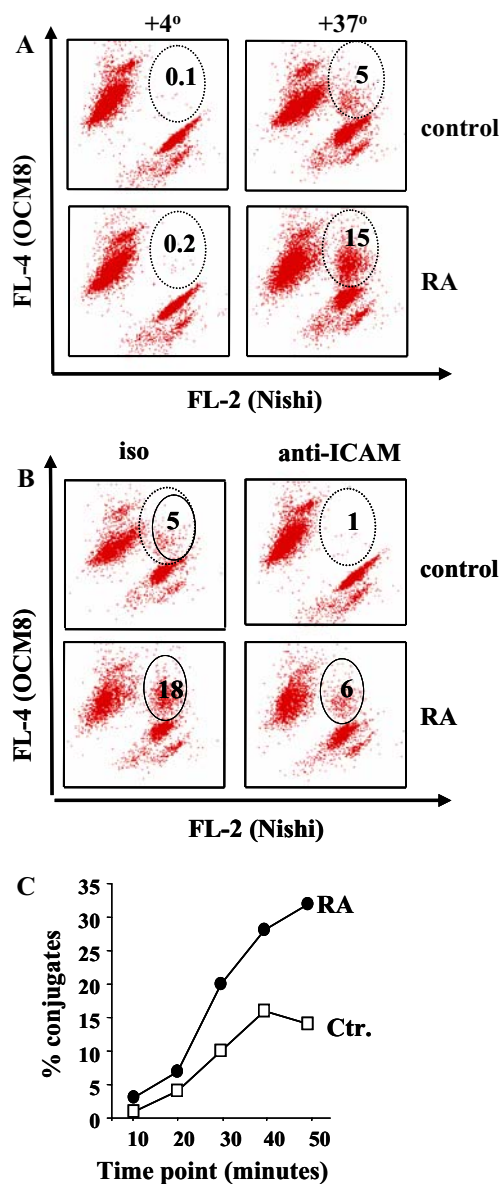 A
+4º
+37º
0.1
5
control
0.2
15
RA
FL-4 (OCM8)
FL-2 (Nishi)
B
iso
anti-ICAM
5
1
control
18
6
RA
FL-4 (OCM8)
FL-2 (Nishi)
C
35
30
25
20
15
10
5
0
RA
Ctr.
% conjugates
10 20 30 40 50
Time point (minutes)